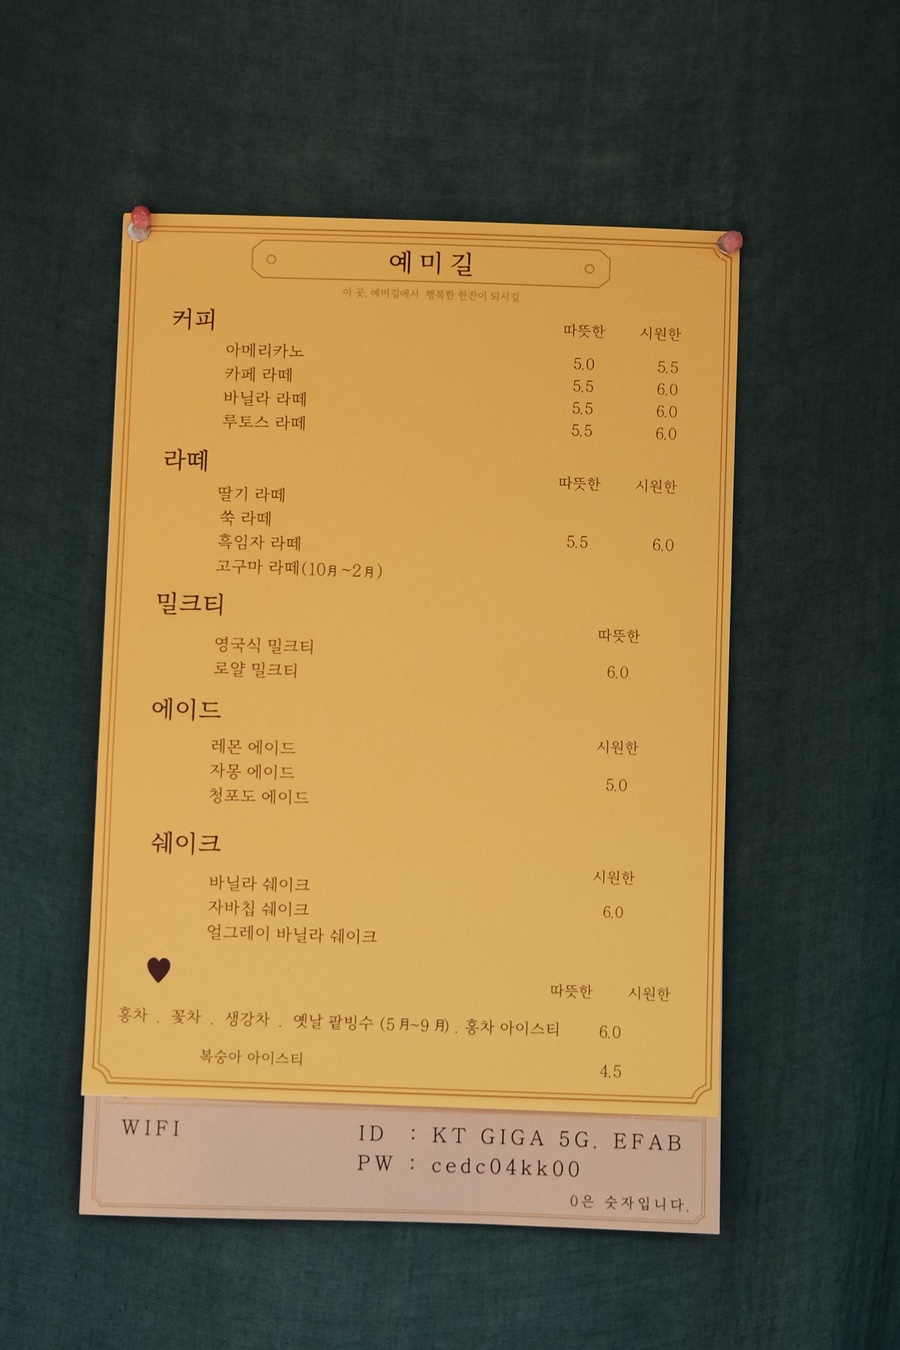 예미길
이 곳, 예미길에서 행복한 한잔이 되시길
커피
따뜻한 시원한
아메리카노 5.0 5.5
카페 라떼 5.5 6.0
바닐라 라떼 5.5 6.0
루토스 라떼 5.5 6.0
라떼
따뜻한 시원한
딸기 라떼
쑥 라떼
흑임자 라떼 5.5 6.0
고구마 라떼(10月~2月)
밀크티
따뜻한
영국식 밀크티
로얄 밀크티 6.0
에이드
레몬 에이드 시원한
자몽 에이드 5.0
청포도 에이드
쉐이크
바닐라 쉐이크 시원한
자바칩 쉐이크 6.0
얼그레이 바닐라 쉐이크
♥
따뜻한 시원한
홍차 . 꽃차 . 생강차 . 옛날 팥빙수 (5月~9月) . 홍차 아이스티 6.0
복숭아 아이스티 4.5
WIFI ID : KT GIGA 5G. EFAB
PW : cedc04kk00
0은 숫자입니다.